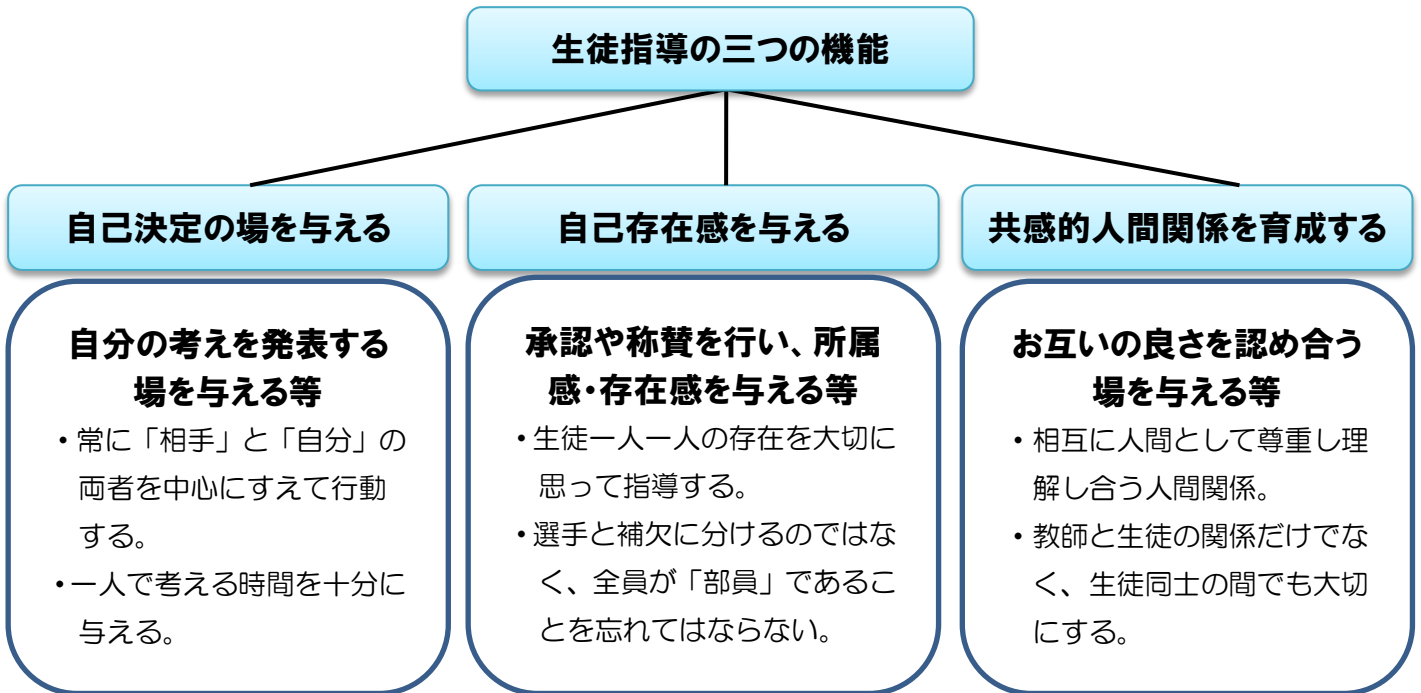 生徒指導の三つの機能
自己決定の場を与える
自分の考えを発表する
場を与える等
・常に「相手」と「自分」の
両者を中心にすえて行動
する。
・一人で考える時間を十分に
与える。
自己存在感を与える
承認や称賛を行い、所属
感・存在感を与える等
・生徒一人一人の存在を大切に
思って指導する。
・選手と補欠に分けるのではな
く、全員が「部員」であるこ
とを忘れてはならない。
共感的人間関係を育成する
お互いの良さを認め合う
場を与える等
・相互に人間として尊重し理
解し合う人間関係。
・教師と生徒の関係だけでな
く、生徒同士の間でも大切
にする。